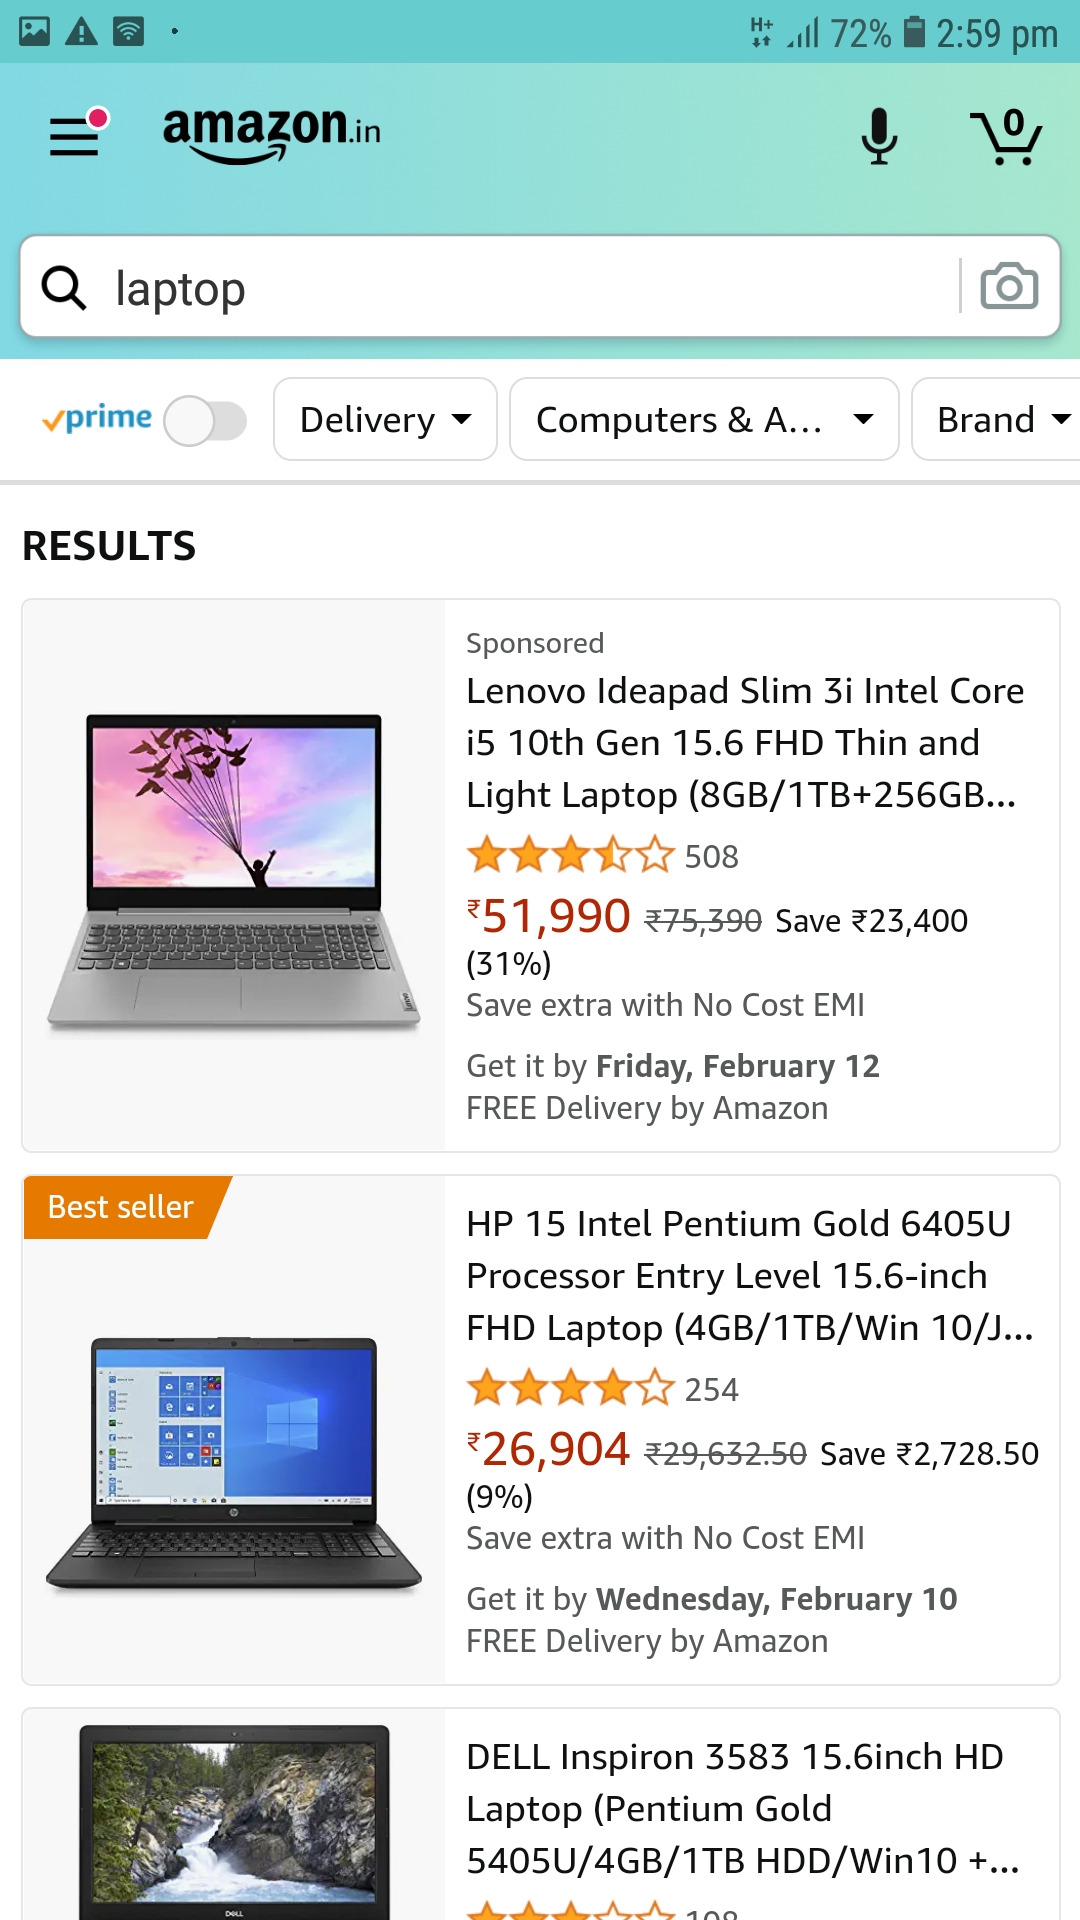 H+ 72% 2:59 pm
amazon.in
0
laptop
prime Delivery Computers & A... Brand
RESULTS
Sponsored
Lenovo Ideapad Slim 3i Intel Core
i5 10th Gen 15.6 FHD Thin and
Light Laptop (8GB/1TB+256GB...
508
₹51,990 ₹75,390 Save ₹23,400
(31%)
Save extra with No Cost EMI
Get it by Friday, February 12
FREE Delivery by Amazon
Best seller
HP 15 Intel Pentium Gold 6405U
Processor Entry Level 15.6-inch
FHD Laptop (4GB/1TB/Win 10/J...
254
₹26,904 ₹29,632.50 Save ₹2,728.50
(9%)
Save extra with No Cost EMI
Get it by Wednesday, February 10
FREE Delivery by Amazon
DELL
DELL Inspiron 3583 15.6inch HD
Laptop (Pentium Gold
5405U/4GB/1TB HDD/Win10 +...
108